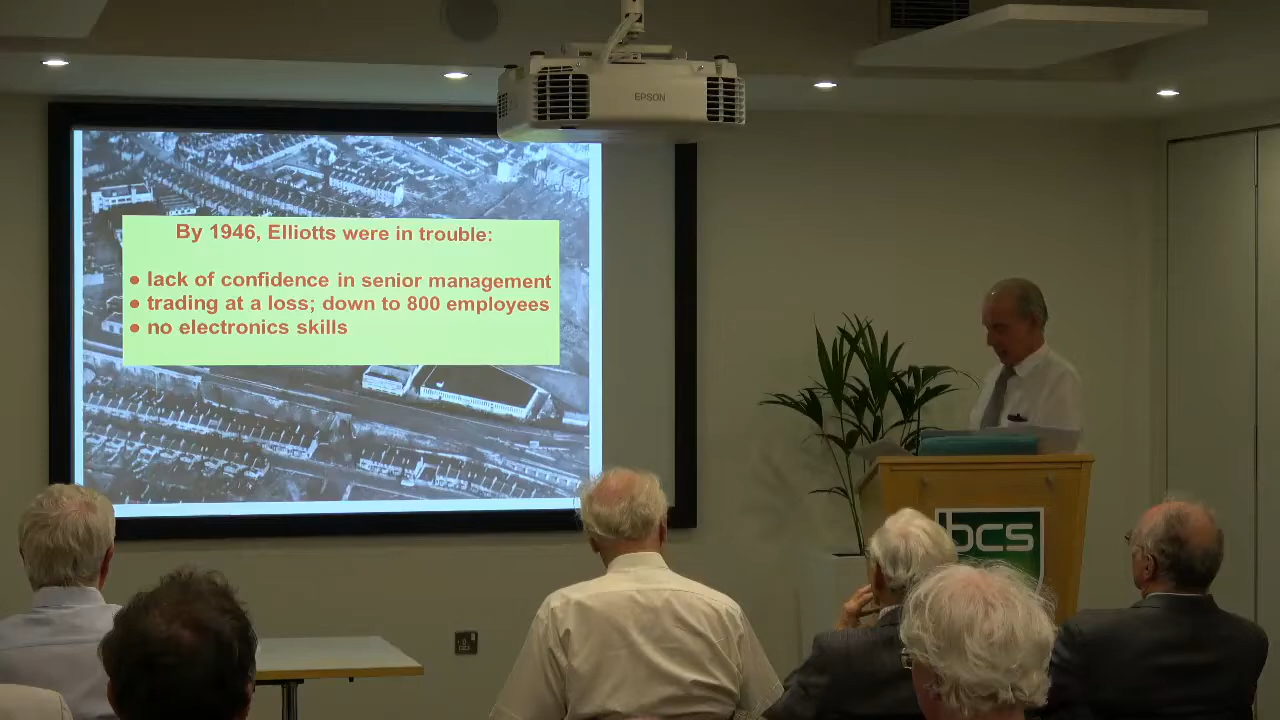 EPSON
By 1946, Elliotts were in trouble:
● lack of confidence in senior management
● trading at a loss; down to 800 employees
● no electronics skills
bcs